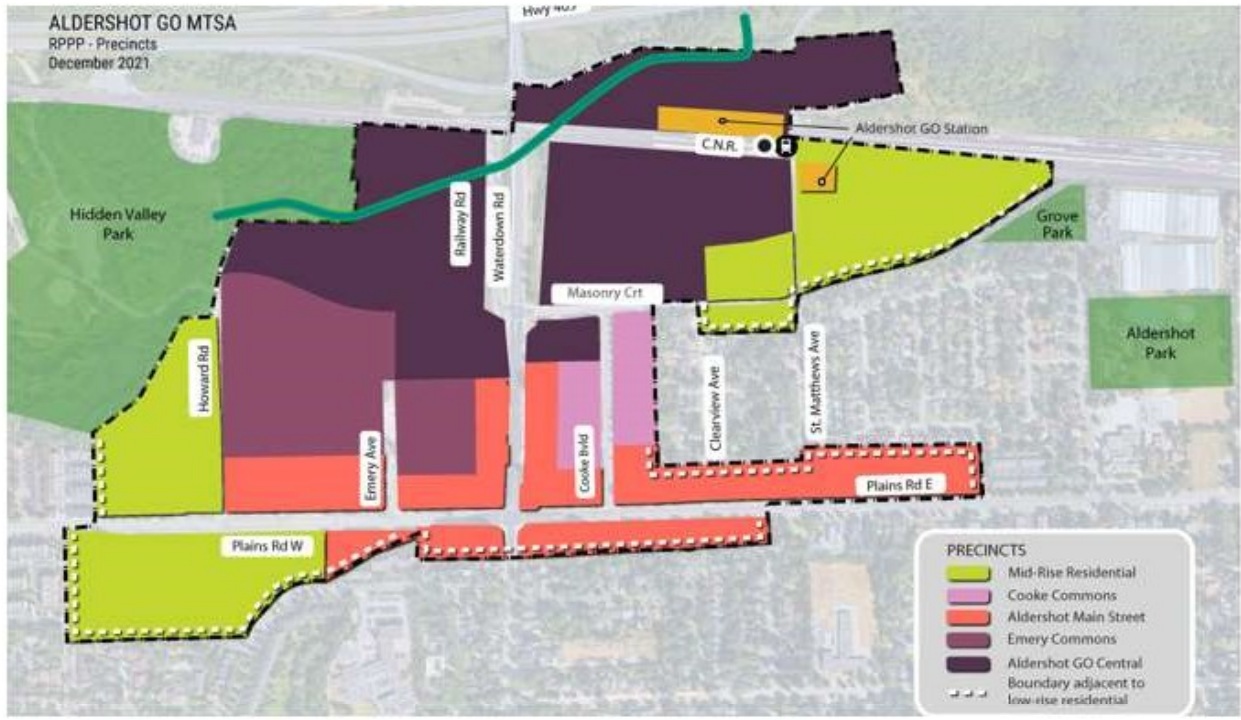 ALDERSHOT GO MTSA
RPPP - Precincts
December 2021
Hwy 403
Aldershot GO Station
C.N.R.
Hidden Valley
Park
Railway Rd
Waterdown Rd
Grove
Park
Masonry Crt
Aldershot
Park
Howard Rd
Clearview Ave
St. Matthews Ave
Emery Ave
Cooke Bvld
Plains Rd E
Plains Rd W
PRECINCTS
Mid-Rise Residential
Cooke Commons
Aldershot Main Street
Emery Commons
Aldershot GO Central
Boundary adjacent to
low-rise residential